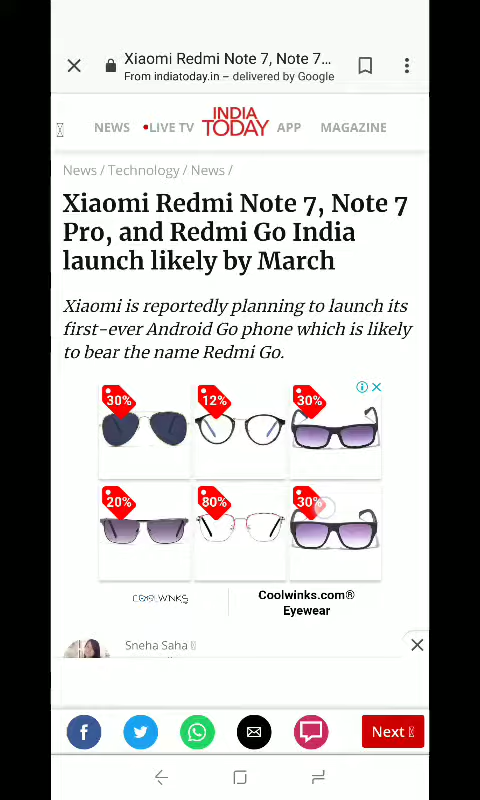 Xiaomi Redmi Note 7, Note 7...
From indiatoday.in – delivered by Google
NEWS
LIVE TV
INDIA
TODAY
APP
MAGAZINE
News / Technology / News /
Xiaomi Redmi Note 7, Note 7
Pro, and Redmi Go India
launch likely by March
Xiaomi is reportedly planning to launch its
first-ever Android Go phone which is likely
to bear the name Redmi Go.
30%
12%
30%
20%
80%
30%
COOLWINKS
Coolwinks.com®
Eyewear
Sneha Saha
Next